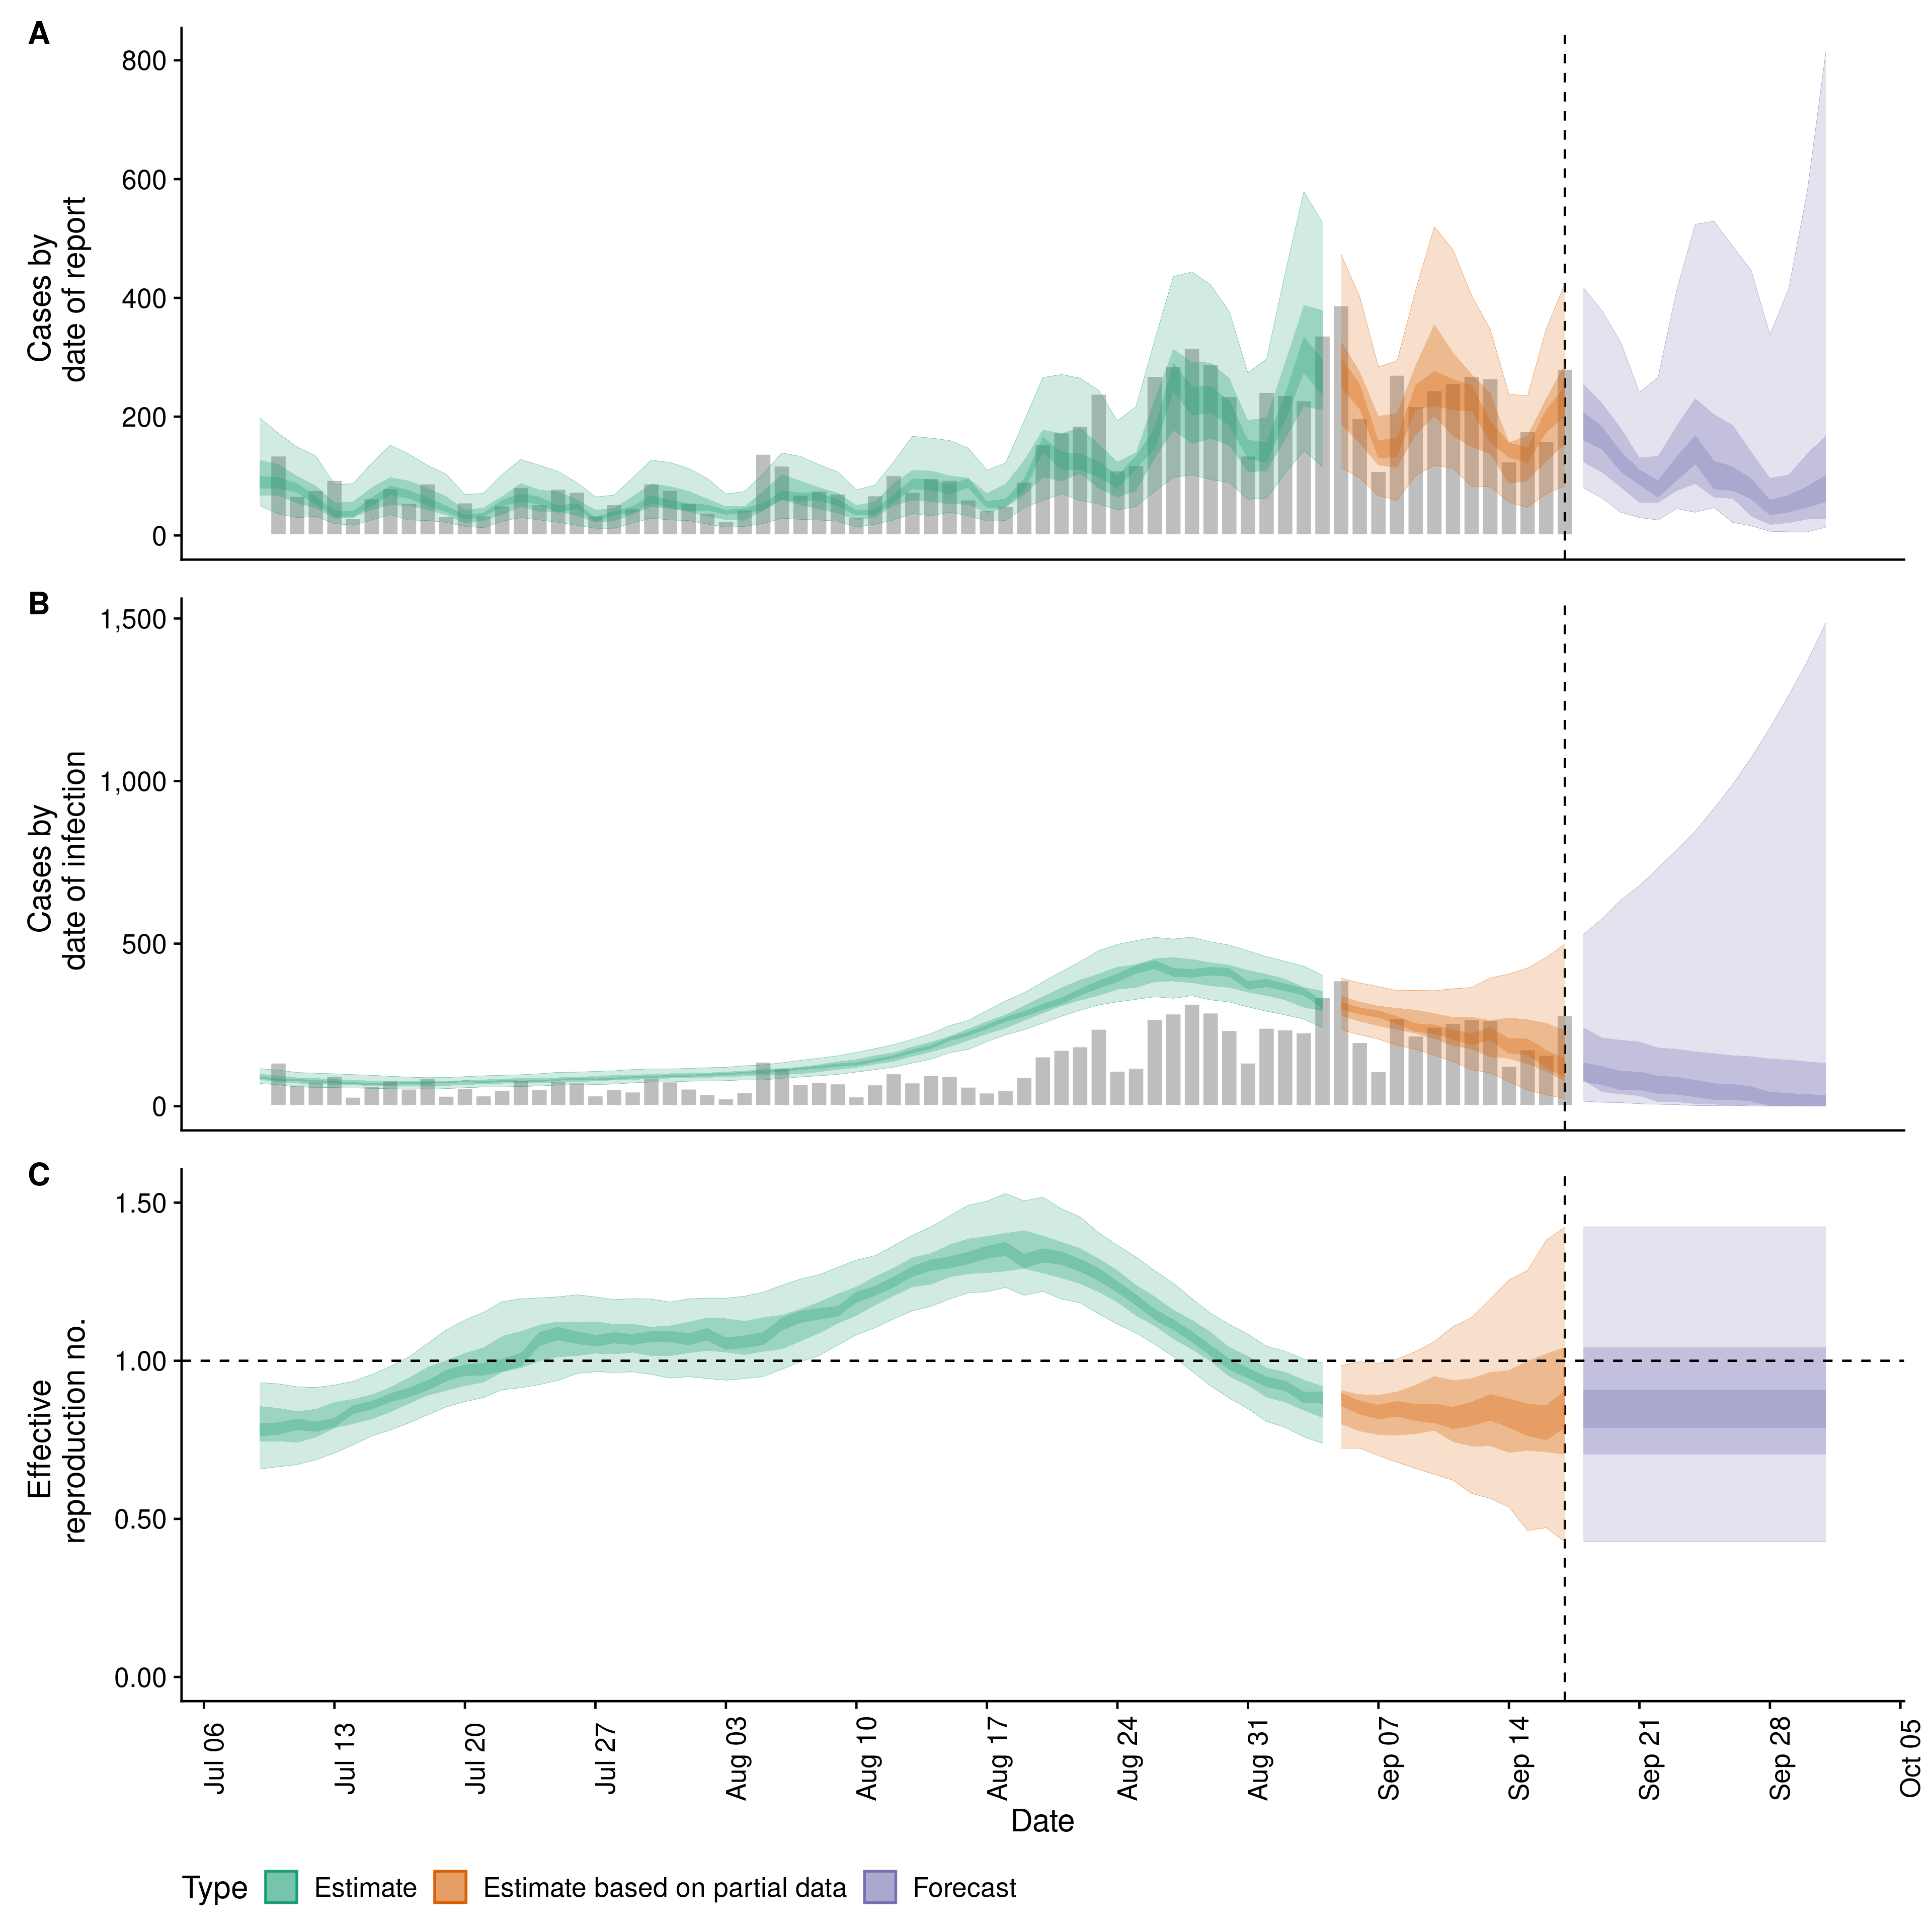 A
800
600
400
200
0
Cases by
date of report
B
1,500
1,000
500
0
Cases by
date of infection
C
1.50
1.00
0.50
0.00
Effective
reproduction no.
Jul 06
Jul 13
Jul 20
Jul 27
Aug 03
Aug 10
Aug 17
Aug 24
Aug 31
Sep 07
Sep 14
Sep 21
Sep 28
Oct 05
Date
Type Estimate Estimate based on partial data Forecast